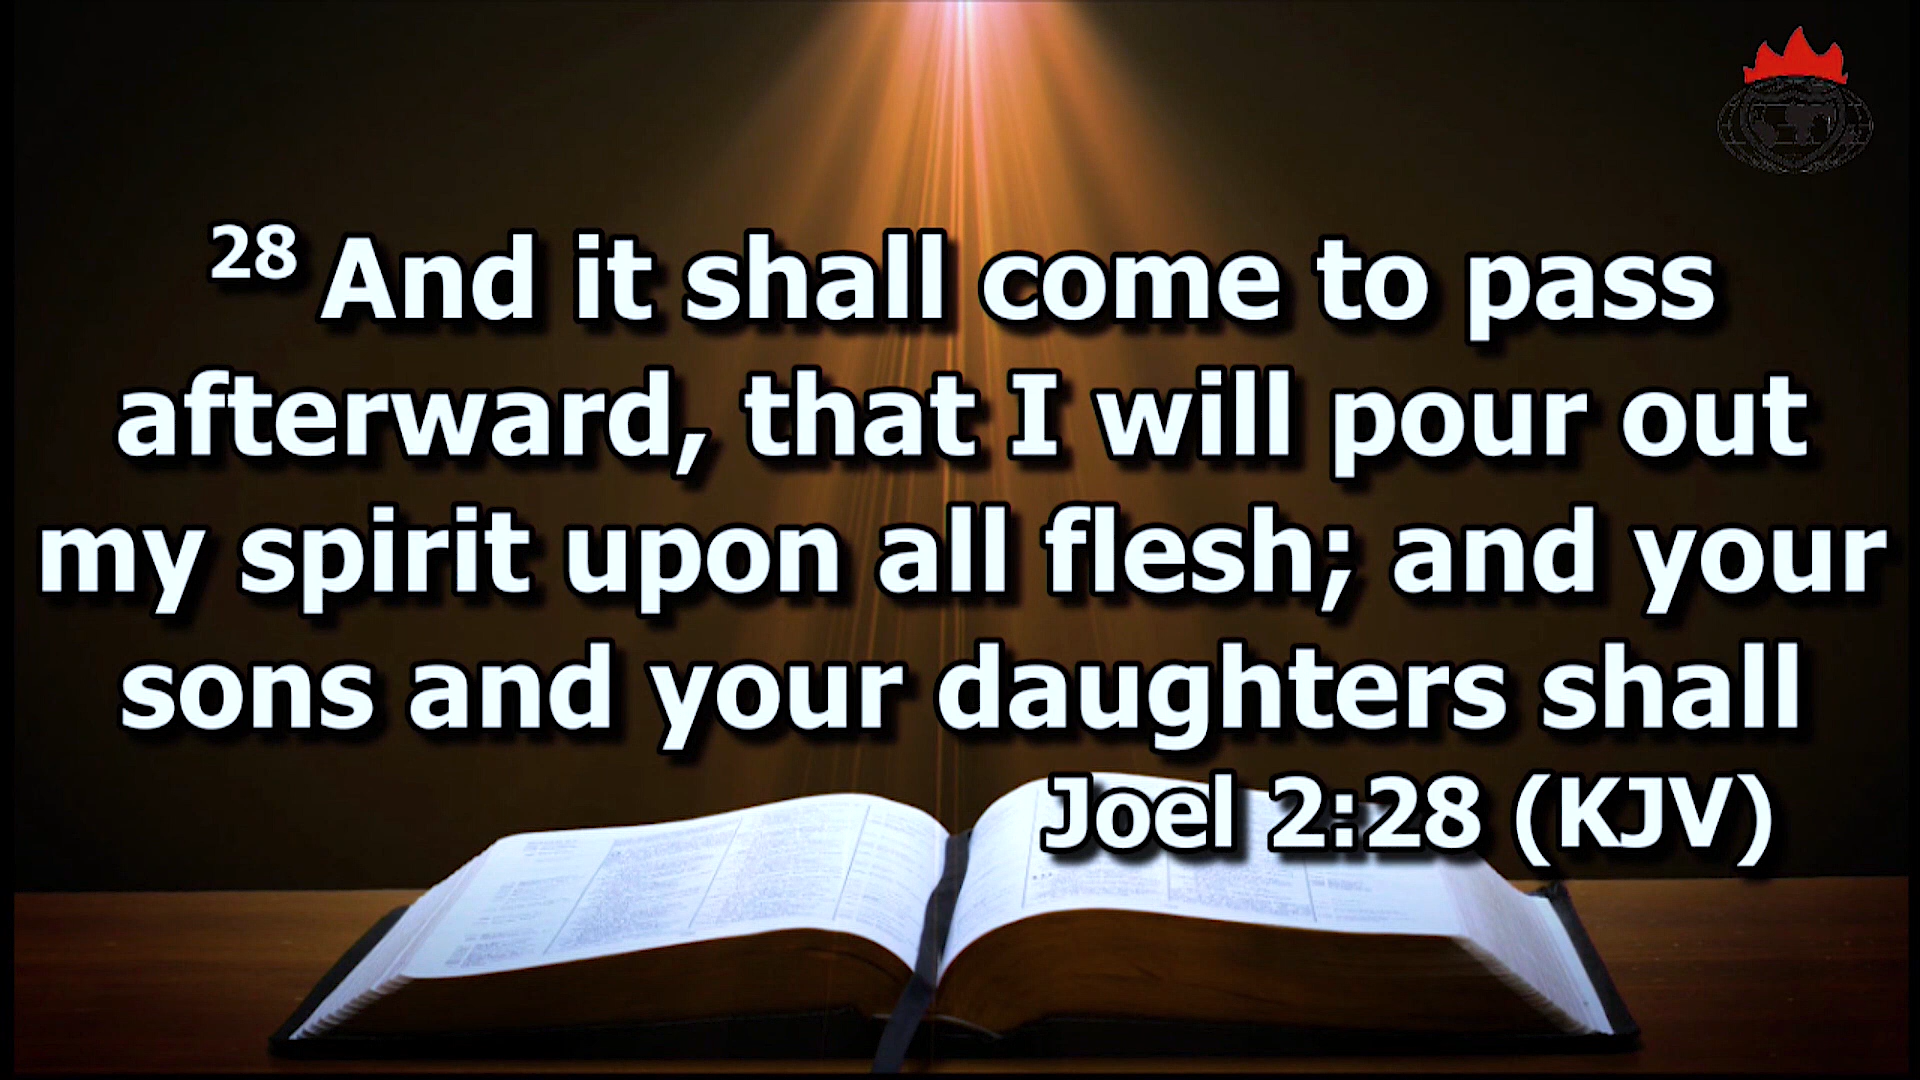 28 And it shall come to pass
afterward, that I will pour out
my spirit upon all flesh; and your
sons and your daughters shall
Joel 2:28 (KJV)